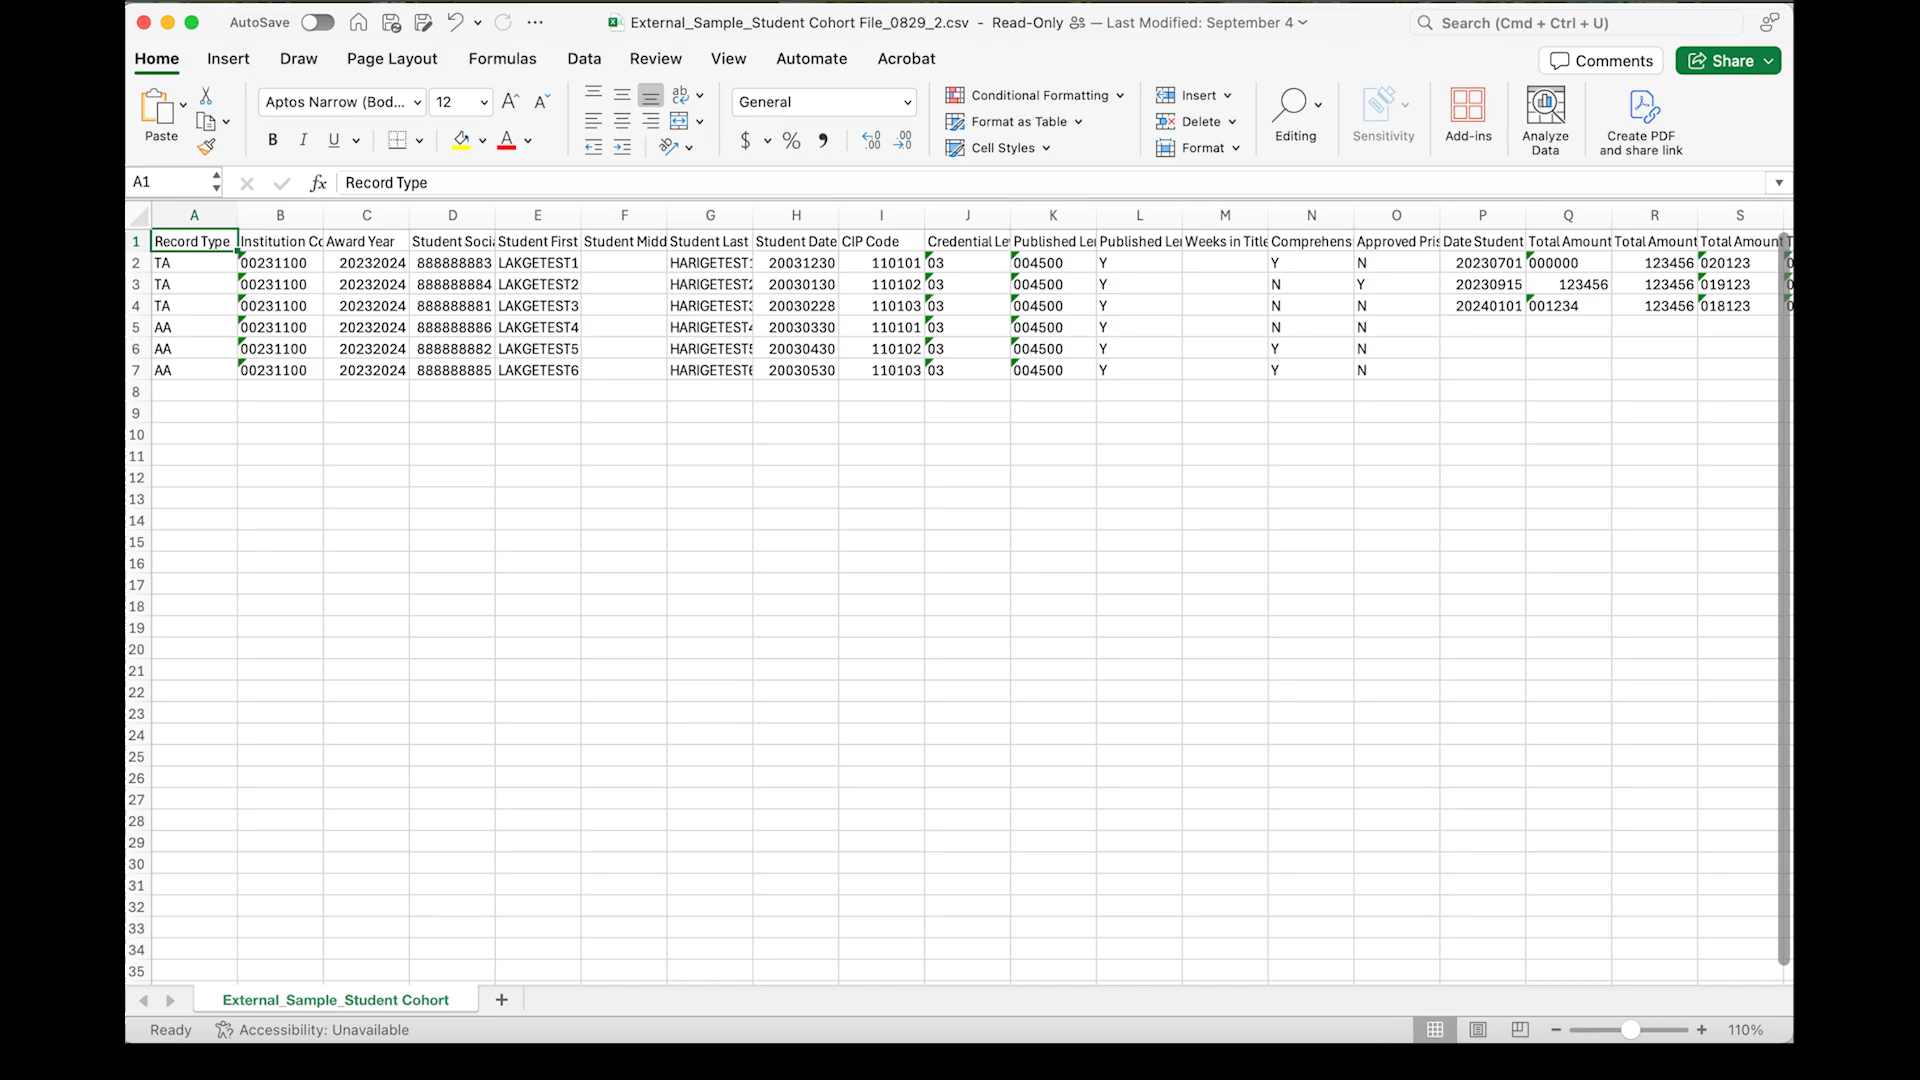 AutoSave External_Sample_Student Cohort File_0829_2.csv - Read-Only — Last Modified: September 4 Search (Cmd + Ctrl + U)
Home Insert Draw Page Layout Formulas Data Review View Automate Acrobat Comments Share
Paste Aptos Narrow (Bod... 12 General Conditional Formatting Format as Table Cell Styles Insert Delete Format Editing Sensitivity Add-ins Analyze Data Create PDF and share link
A1 fx Record Type
A B C D E F G H I J K L M N O P Q R S
1 Record Type Institution Co Award Year Student Soci Student First Student Midd Student Last Student Date CIP Code Credential Le Published Le Published Le Weeks in Title Comprehens Approved Pris Date Student Total Amount Total Amount Total Amount
2 TA 00231100 20232024 888888883 LAKGETEST1 HARIGETEST1 20031230 110101 03 004500 Y Y N 20230701 000000 123456 020123
3 TA 00231100 20232024 888888884 LAKGETEST2 HARIGETEST2 20030130 110102 03 004500 Y N Y 20230915 123456 123456 019123
4 TA 00231100 20232024 888888881 LAKGETEST3 HARIGETEST3 20030228 110103 03 004500 Y N N 20240101 001234 123456 018123
5 AA 00231100 20232024 888888886 LAKGETEST4 HARIGETEST4 20030330 110101 03 004500 Y N N
6 AA 00231100 20232024 888888882 LAKGETEST5 HARIGETEST5 20030430 110102 03 004500 Y Y N
7 AA 00231100 20232024 888888885 LAKGETEST6 HARIGETEST6 20030530 110103 03 004500 Y Y N
8
9
10
11
12
13
14
15
16
17
18
19
20
21
22
23
24
25
26
27
28
29
30
31
32
33
34
35
External_Sample_Student Cohort
Ready Accessibility: Unavailable 110%